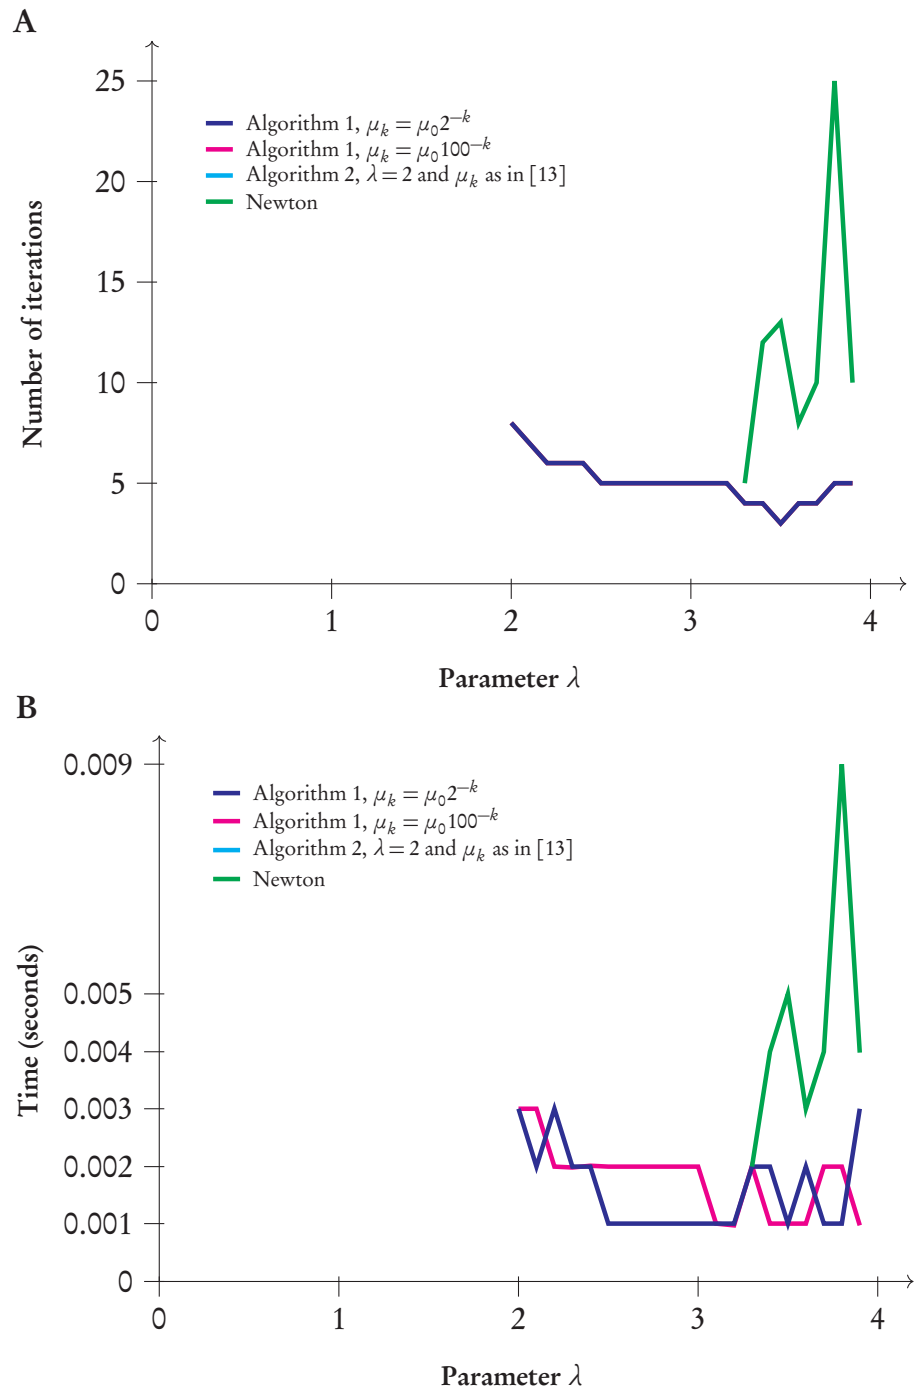 A
25
20
15
10
5
0
Number of iterations
Algorithm 1, μₖ = μ₀2⁻ᵏ
Algorithm 1, μₖ = μ₀100⁻ᵏ
Algorithm 2, λ = 2 and μₖ as in [13]
Newton
0 1 2 3 4
Parameter λ
B
0.009
0.005
0.004
0.003
0.002
0.001
0
Time (seconds)
Algorithm 1, μₖ = μ₀2⁻ᵏ
Algorithm 1, μₖ = μ₀100⁻ᵏ
Algorithm 2, λ = 2 and μₖ as in [13]
Newton
0 1 2 3 4
Parameter λ